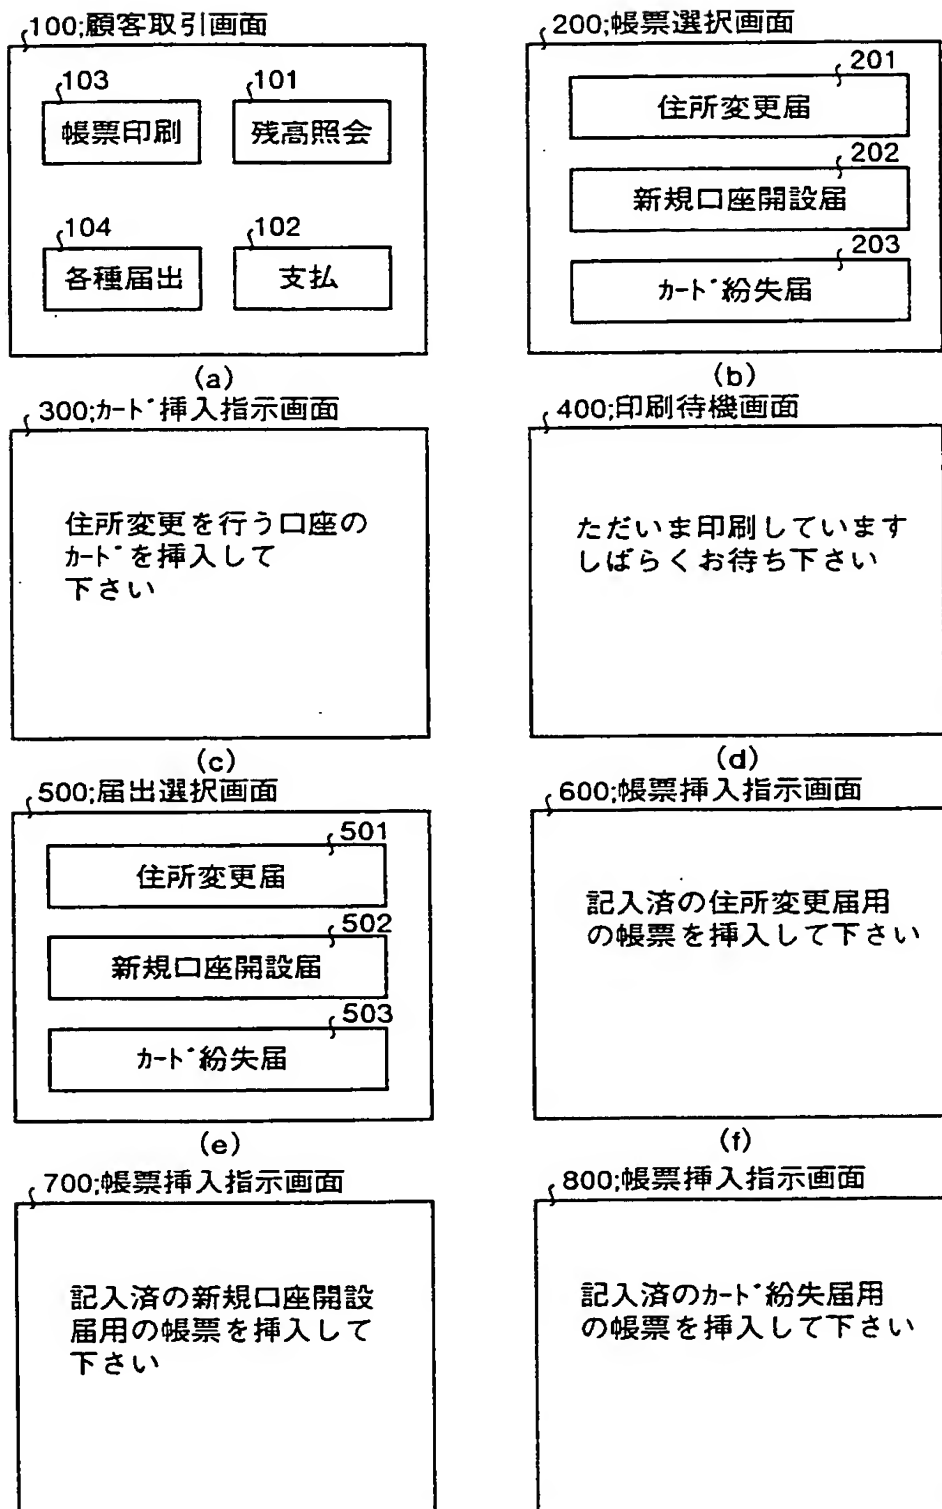 100;顧客取引画面
103
帳票印刷
101
残高照会
104
各種届出
102
支払
(a)
200;帳票選択画面
201
住所変更届
202
新規口座開設届
203
カード紛失届
(b)
300;カード挿入指示画面
住所変更を行う口座の
カードを挿入して
下さい
(c)
400;印刷待機画面
ただいま印刷しています
しばらくお待ち下さい
(d)
500;届出選択画面
501
住所変更届
502
新規口座開設届
503
カード紛失届
(e)
600;帳票挿入指示画面
記入済の住所変更届用
の帳票を挿入して下さい
(f)
700;帳票挿入指示画面
記入済の新規口座開設
届用の帳票を挿入して
下さい
800;帳票挿入指示画面
記入済のカード紛失届用
の帳票を挿入して下さい